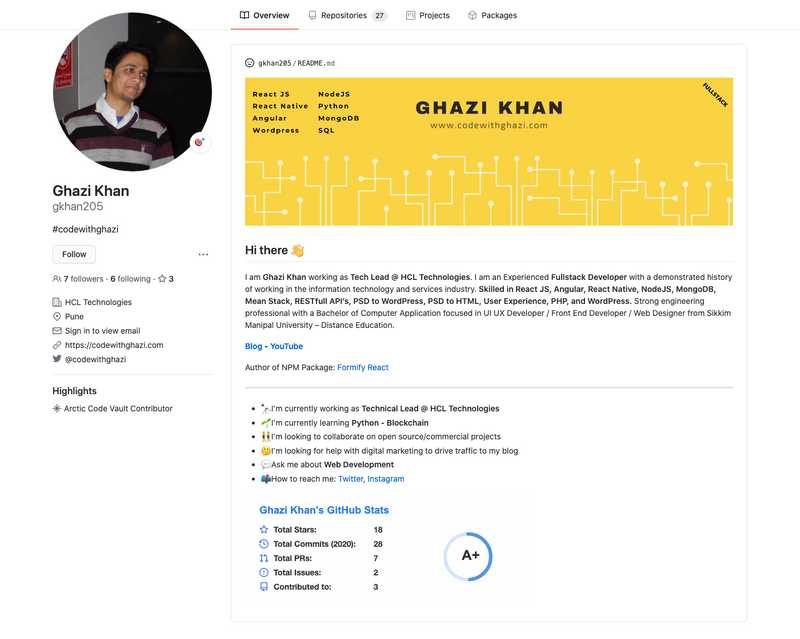 Overview
Repositories 27
Projects
Packages
Ghazi Khan
gkhan205
#codewithghazi
Follow
7 followers · 6 following · 3
HCL Technologies
Pune
Sign in to view email
https://codewithghazi.com
@codewithghazi
Highlights
Arctic Code Vault Contributor
gkhan205/README.md
React JS
React Native
Angular
Wordpress
NodeJS
Python
MongoDB
SQL
GHAZI KHAN
www.codewithghazi.com
FULLSTACK
Hi there 👋
I am Ghazi Khan working as Tech Lead @ HCL Technologies. I am an Experienced Fullstack Developer with a demonstrated history
of working in the information technology and services industry. Skilled in React JS, Angular, React Native, NodeJS, MongoDB,
Mean Stack, RESTfull API's, PSD to WordPress, PSD to HTML, User Experience, PHP, and WordPress. Strong engineering
professional with a Bachelor of Computer Application focused in UI UX Developer / Front End Developer / Web Designer from Sikkim
Manipal University – Distance Education.
Blog - YouTube
Author of NPM Package: Formify React
I'm currently working as Technical Lead @ HCL Technologies
I'm currently learning Python - Blockchain
I'm looking to collaborate on open source/commercial projects
I'm looking for help with digital marketing to drive traffic to my blog
Ask me about Web Development
How to reach me: Twitter, Instagram
Ghazi Khan's GitHub Stats
Total Stars: 18
Total Commits (2020): 28
Total PRs: 7
Total Issues: 2
Contributed to: 3
A+